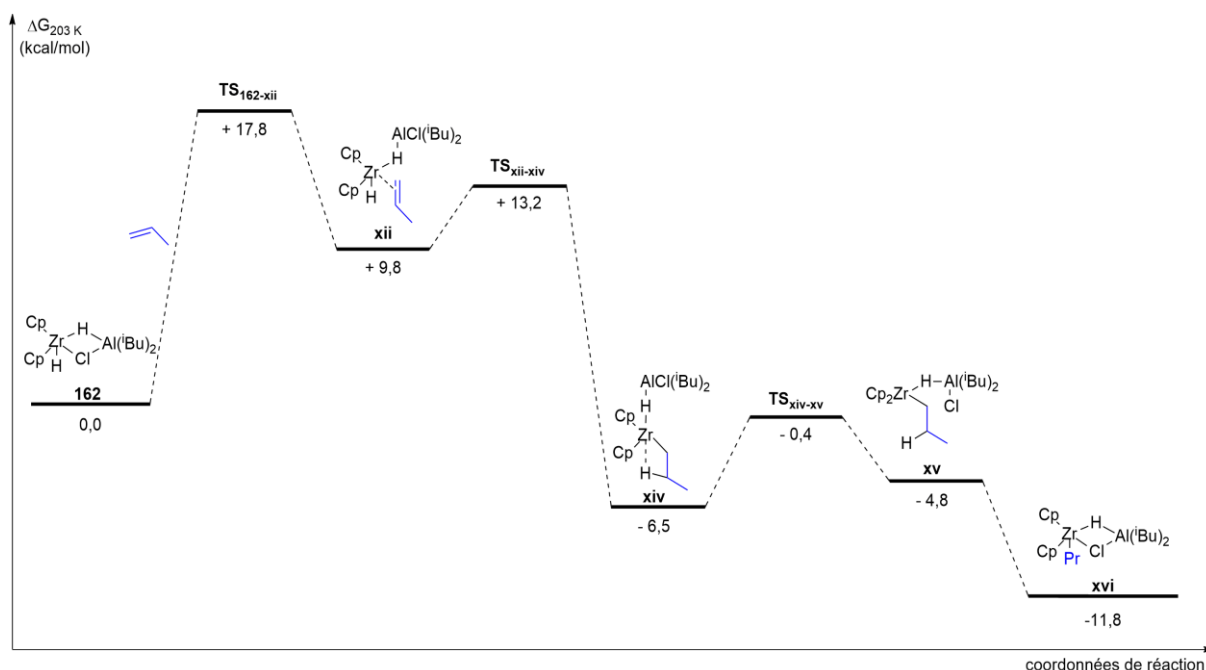 ΔG203 K
(kcal/mol)
TS162-xii
+ 17,8
AlCl(iBu)2
H
Cp
Zr
Cp
H
xii
+ 9,8
TSxii-xiv
+ 13,2
Cp
H
Zr
Al(iBu)2
Cp
Cl
H
162
0,0
AlCl(iBu)2
H
Cp
Zr
Cp
H
xiv
- 6,5
TSxiv-xv
- 0,4
H
Al(iBu)2
Cp2Zr
Cl
H
xv
- 4,8
Cp
H
Zr
Al(iBu)2
Cp
Cl
Pr
xvi
-11,8
coordonnées de réaction